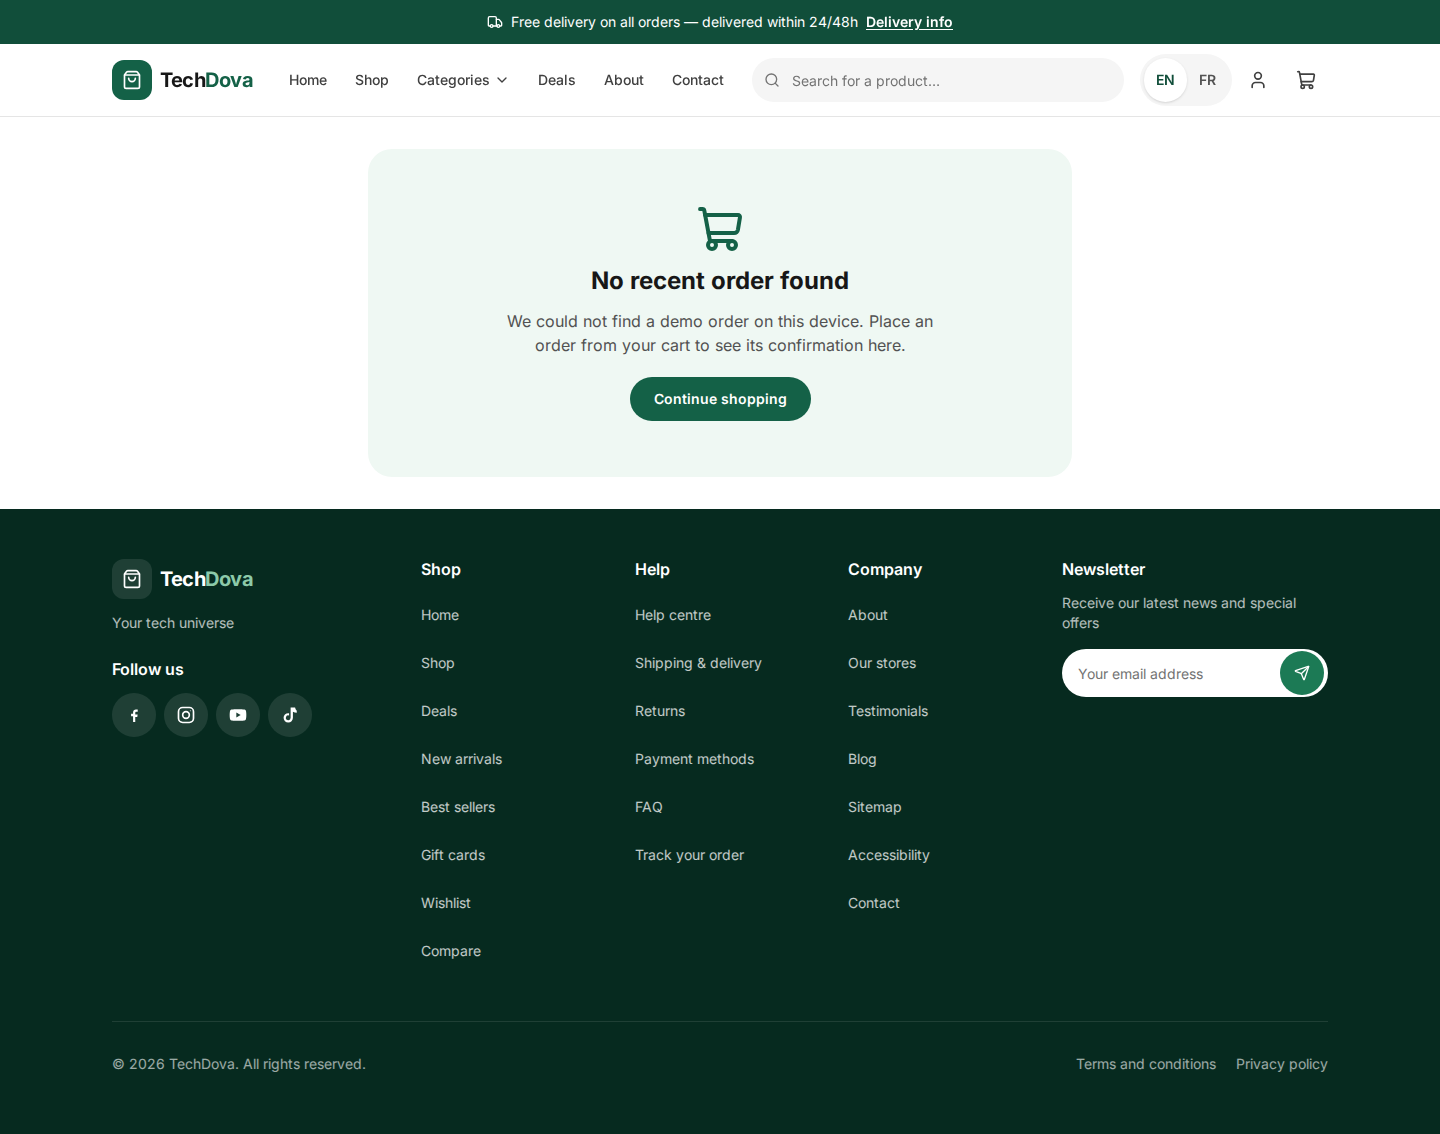 Free delivery on all orders — delivered within 24/48h Delivery info
TechDova Home Shop Categories Deals About Contact Search for a product... EN FR
No recent order found
We could not find a demo order on this device. Place an
order from your cart to see its confirmation here.
Continue shopping
TechDova
Your tech universe
Follow us
Shop
Home
Shop
Deals
New arrivals
Best sellers
Gift cards
Wishlist
Compare
Help
Help centre
Shipping & delivery
Returns
Payment methods
FAQ
Track your order
Company
About
Our stores
Testimonials
Blog
Sitemap
Accessibility
Contact
Newsletter
Receive our latest news and special
offers
Your email address
© 2026 TechDova. All rights reserved.
Terms and conditions Privacy policy